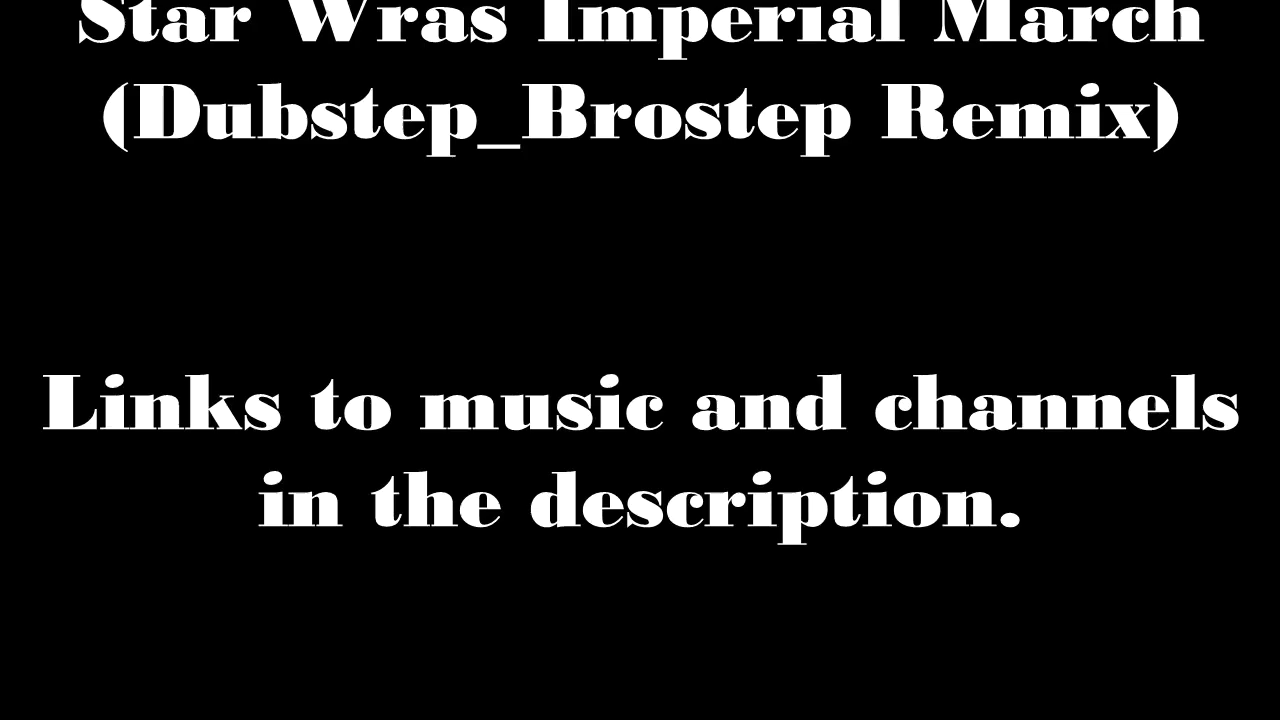 Star Wras Imperial March
(Dubstep_Brostep Remix)
Links to music and channels
in the description.